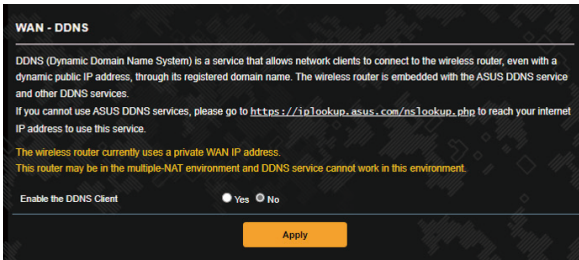 WAN - DDNS
DDNS (Dynamic Domain Name System) is a service that allows network clients to connect to the wireless router, even with a
dynamic public IP address, through its registered domain name. The wireless router is embedded with the ASUS DDNS service
and other DDNS services.
If you cannot use ASUS DDNS services, please go to https://iplookup.asus.com/nslookup.php to reach your internet
IP address to use this service.
The wireless router currently uses a private WAN IP address.
This router may be in the multiple-NAT environment and DDNS service cannot work in this environment.
Enable the DDNS Client Yes No
Apply